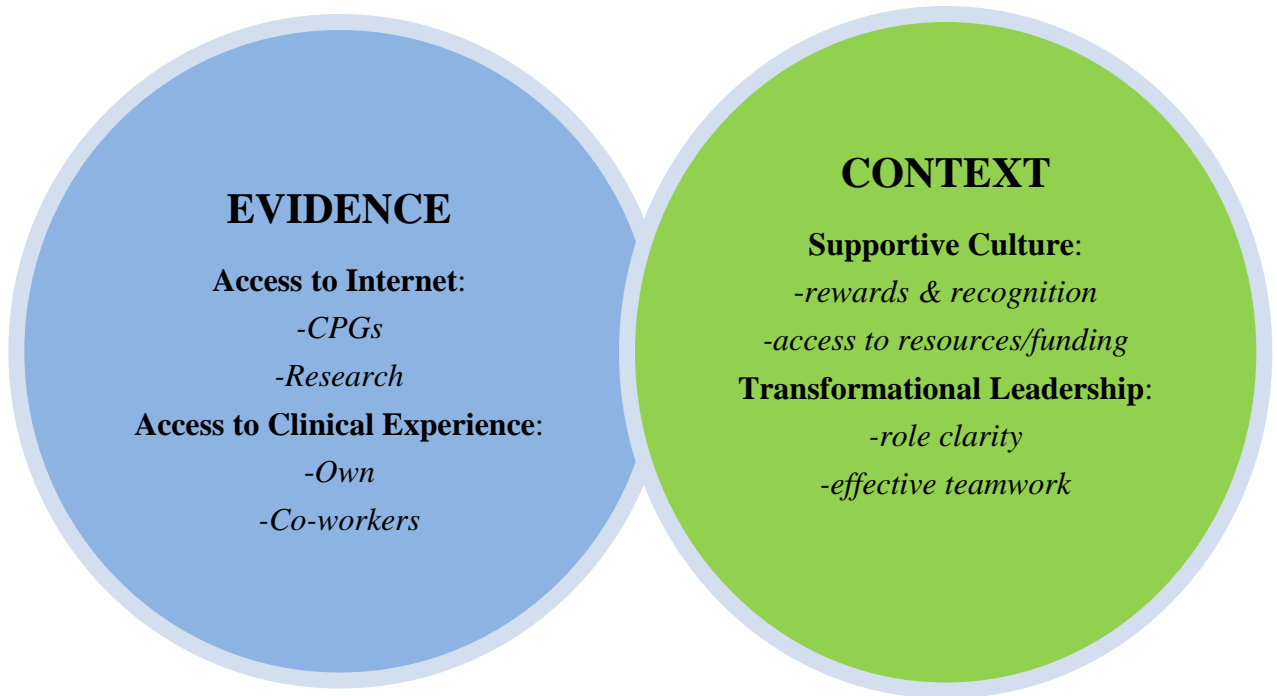 EVIDENCE
Access to Internet:
-CPGs
-Research
Access to Clinical Experience:
-Own
-Co-workers
CONTEXT
Supportive Culture:
-rewards & recognition
-access to resources/funding
Transformational Leadership:
-role clarity
-effective teamwork